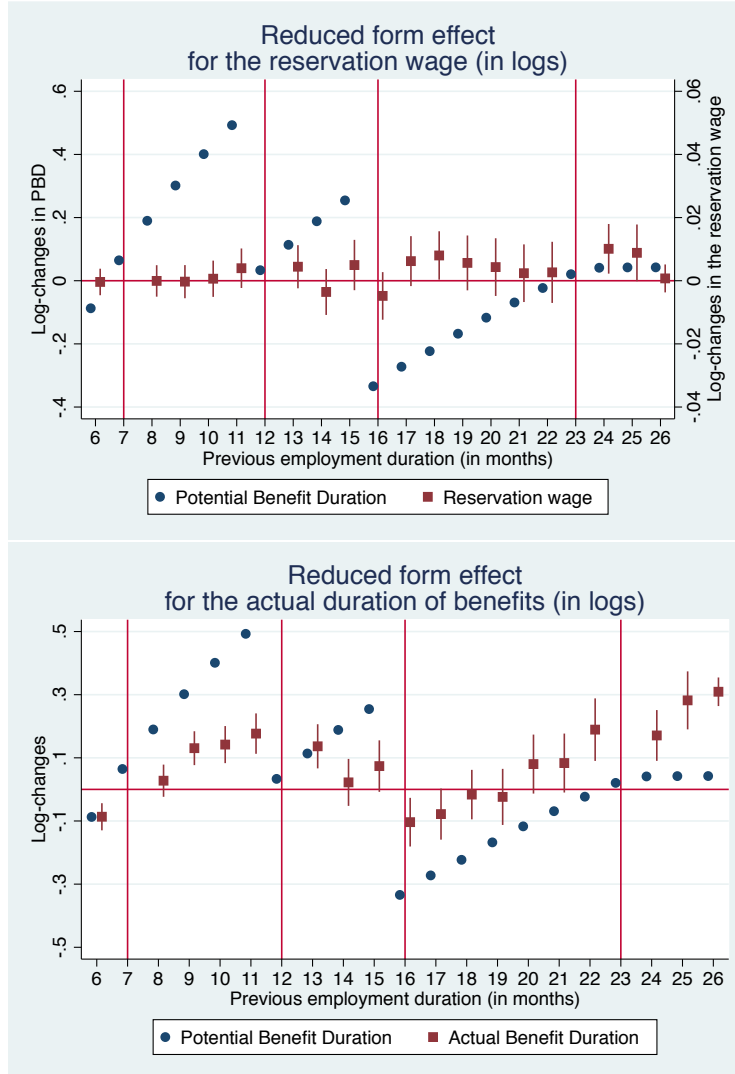 Reduced form effect
for the reservation wage (in logs)
Log-changes in PBD
.6
.4
.2
0
-.2
-.4
Log-changes in the reservation wage
.06
.04
.02
0
-.02
-.04
6 7 8 9 10 11 12 13 14 15 16 17 18 19 20 21 22 23 24 25 26
Previous employment duration (in months)
Potential Benefit Duration Reservation wage
Reduced form effect
for the actual duration of benefits (in logs)
Log-changes
.5
.3
.1
-.1
-.3
-.5
6 7 8 9 10 11 12 13 14 15 16 17 18 19 20 21 22 23 24 25 26
Previous employment duration (in months)
Potential Benefit Duration Actual Benefit Duration